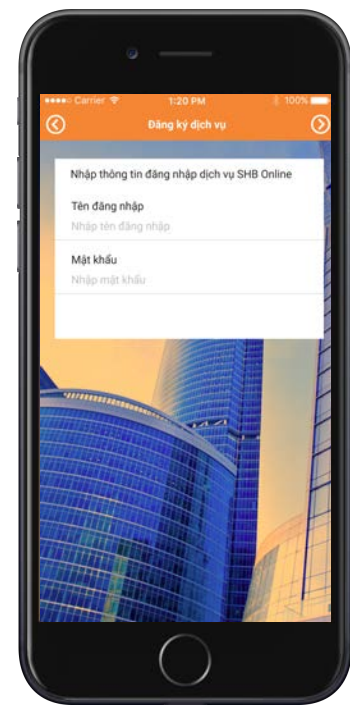 Carrier 1:20 PM 100%
Đăng ký dịch vụ
Nhập thông tin đăng nhập dịch vụ SHB Online
Tên đăng nhập
Nhập tên đăng nhập
Mật khẩu
Nhập mật khẩu